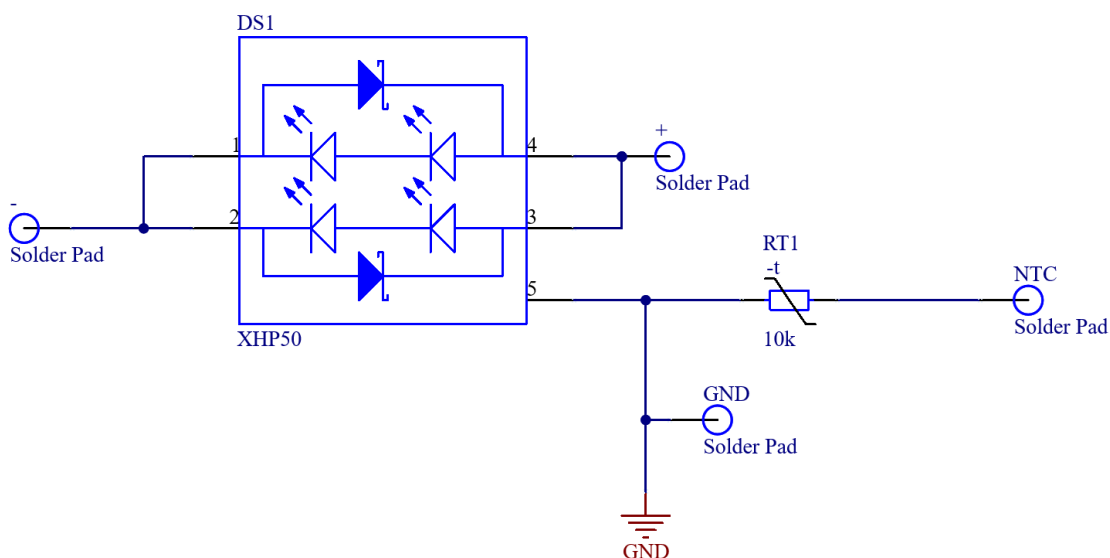 DS1
1
4
+
Solder Pad
-
2
3
Solder Pad
RT1
-t
5
NTC
Solder Pad
XHP50
10k
GND
Solder Pad
GND